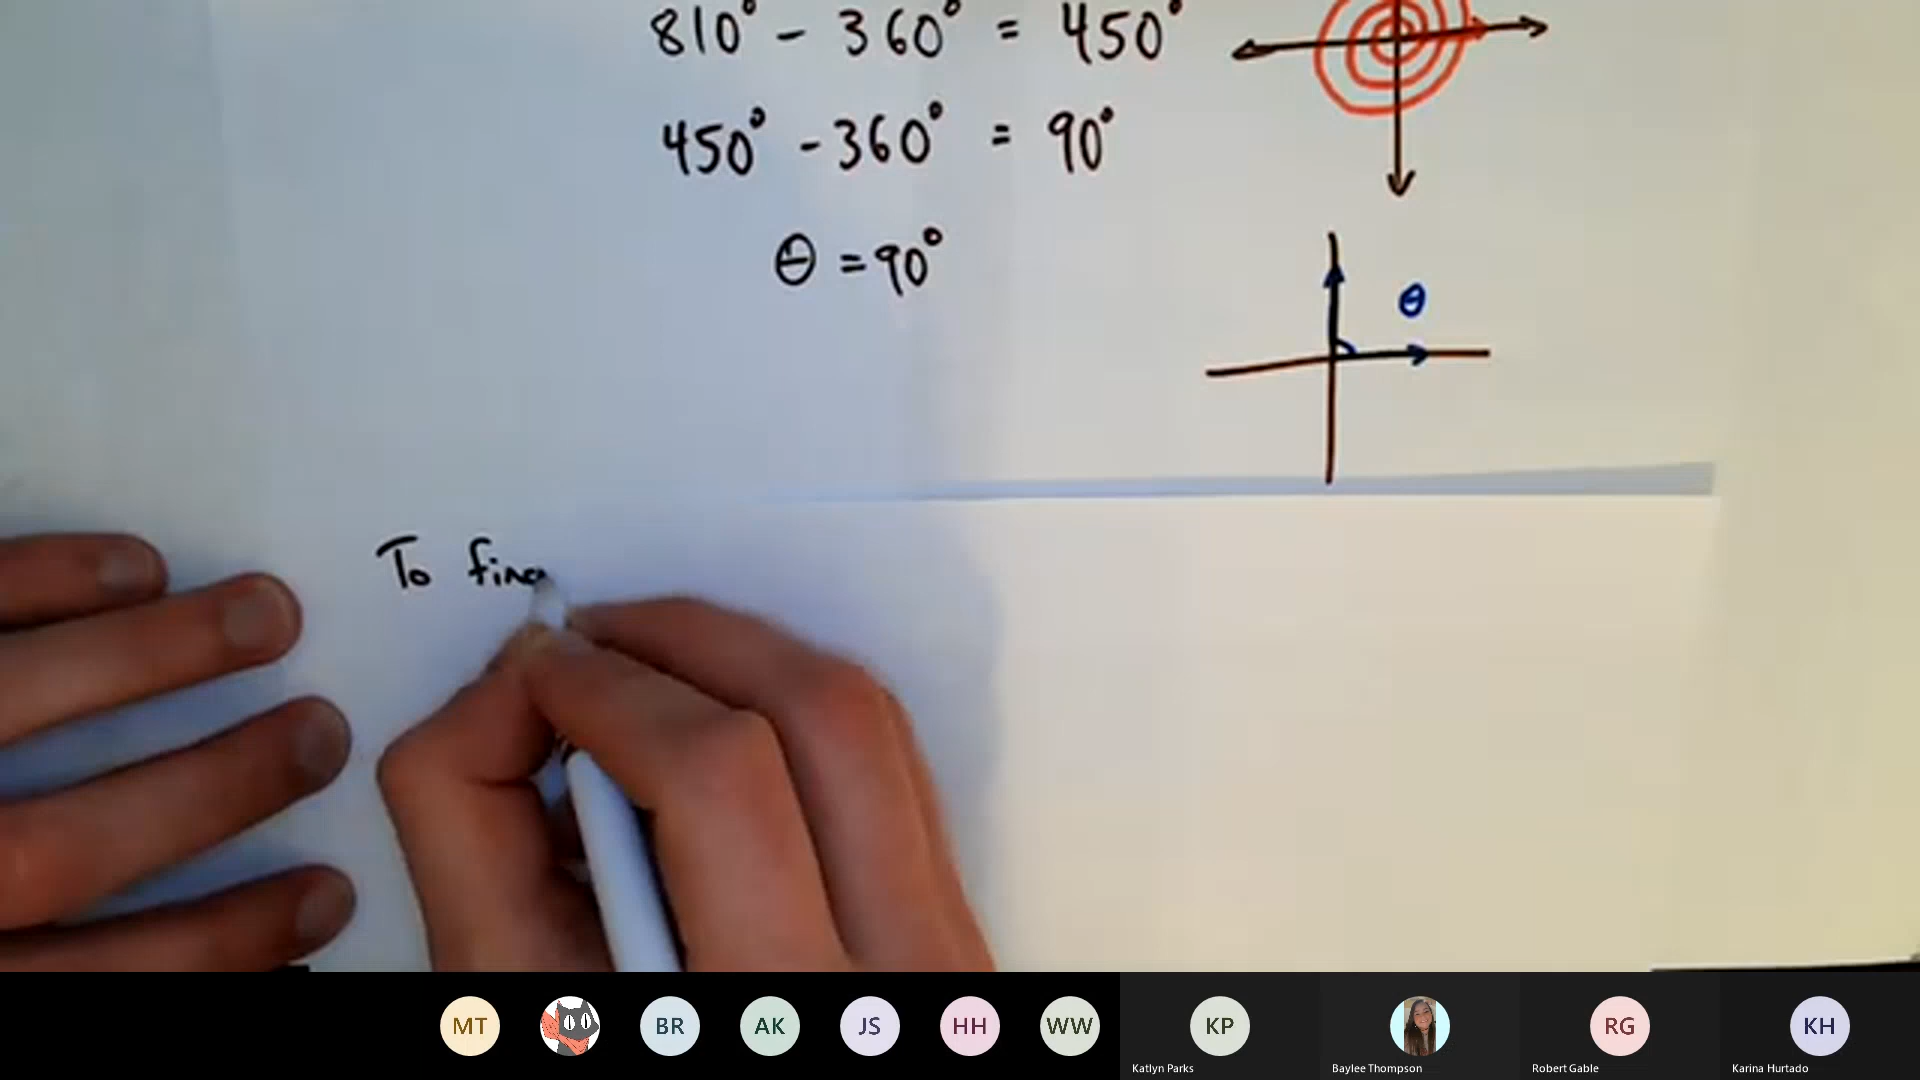 810° - 360° = 450°
450° - 360° = 90°
θ = 90°
θ
To find
MT
BR
AK
JS
HH
WW
KP
RG
KH
Katlyn Parks
Baylee Thompson
Robert Gable
Karina Hurtado